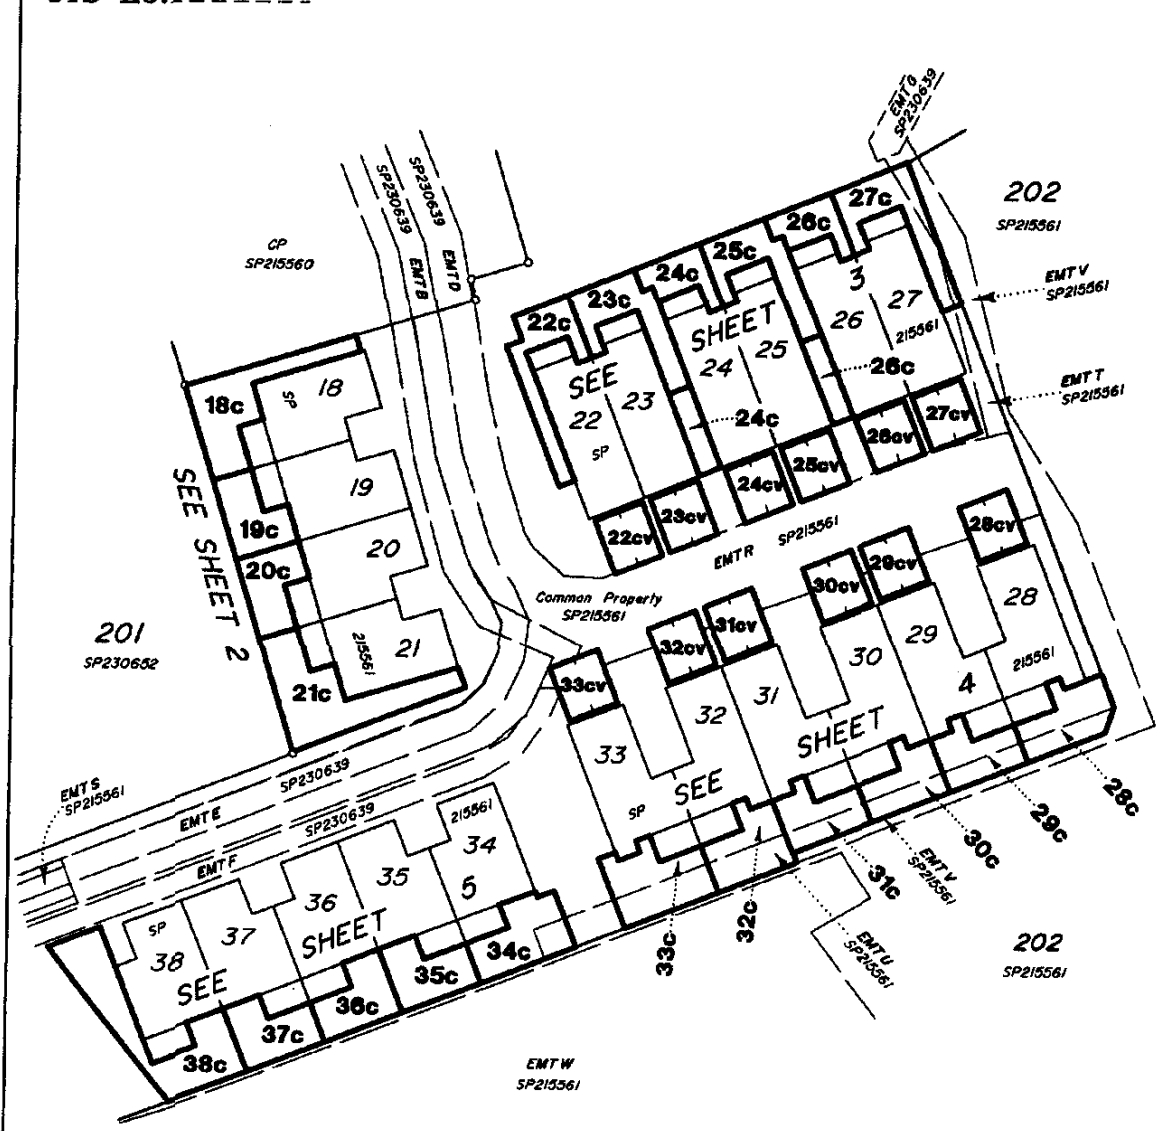 EMT G
SP230639
202
SP215561
SP230639
SP230639
CP
SP215560
EMT B
EMT D
27c
26c
25c
24c
23c
22c
EMT V
SP215561
3
27
26
215561
SEE SHEET
25
24
23
22
SP
26c
24c
EMT T
SP215561
18c
SP
18
19
19c
20
20c
SEE SHEET 2
21
215561
21c
27cv
26cv
25cv
24cv
23cv
22cv
EMT R
SP215561
28cv
29cv
30cv
31cv
32cv
33cv
Common Property
SP215561
201
SP230652
28
29
30
31
32
33
215561
4
SEE SHEET
SP
EMT S
SP215561
EMT E
SP230639
EMT F
SP230639
215561
34
35
36
37
38
SP
5
SEE SHEET
28c
29c
30c
31c
32c
33c
EMT V
SP215561
EMT U
SP215561
202
SP215561
34c
35c
36c
37c
38c
EMT W
SP215561